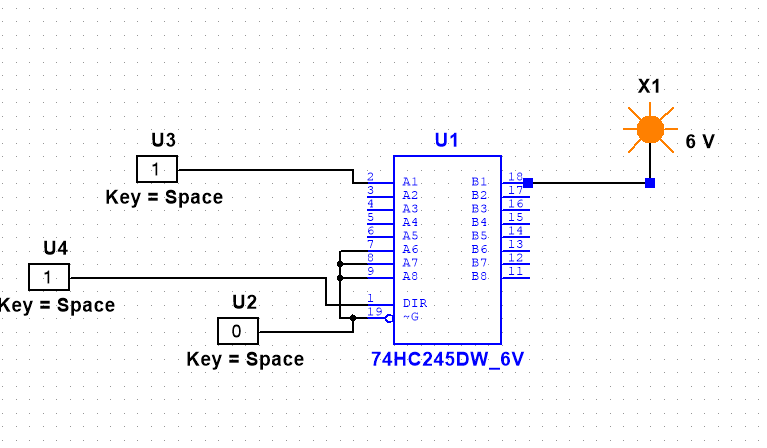 X1
6 V
U3
1
Key = Space
U1
2 A1 B1 18
3 A2 B2 17
4 A3 B3 16
5 A4 B4 15
6 A5 B5 14
7 A6 B6 13
8 A7 B7 12
9 A8 B8 11
U4
1
Key = Space
1 DIR
19 ~G
U2
0
Key = Space
74HC245DW_6V